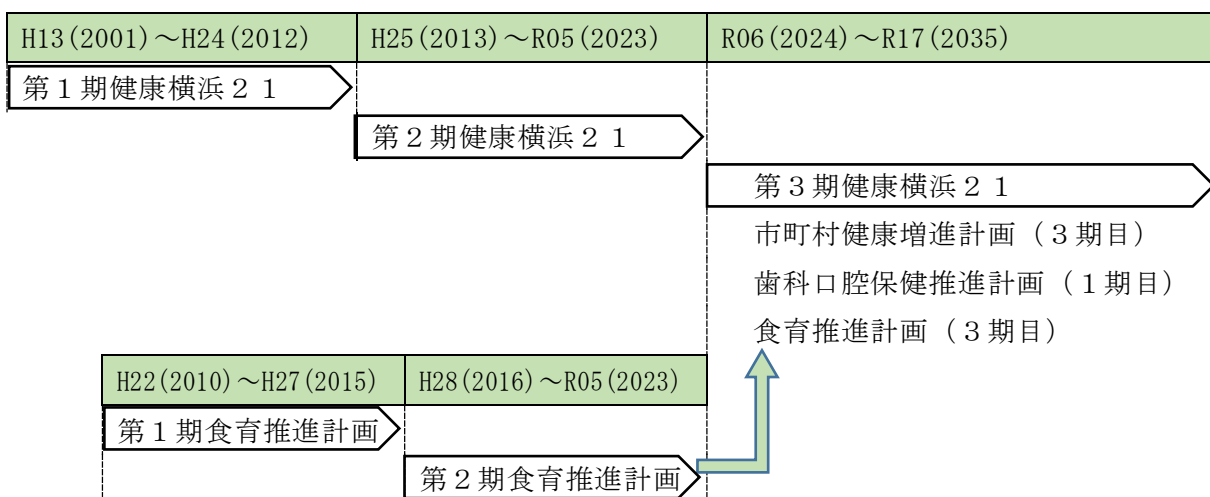 H13(2001)～H24(2012) H25(2013)～R05(2023) R06(2024)～R17(2035)
第１期健康横浜２１
第２期健康横浜２１
第３期健康横浜２１
市町村健康増進計画（３期目）
歯科口腔保健推進計画（１期目）
食育推進計画（３期目）
H22(2010)～H27(2015) H28(2016)～R05(2023)
第１期食育推進計画
第２期食育推進計画